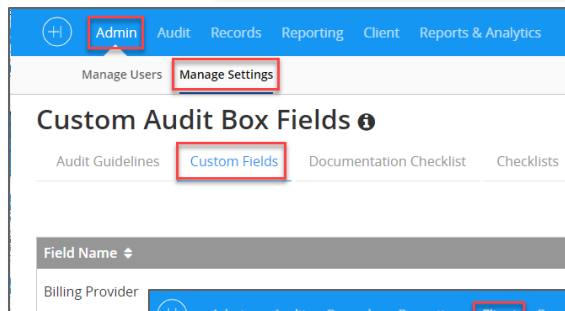 Admin Audit Records Reporting Client Reports & Analytics
Manage Users Manage Settings
Custom Audit Box Fields
Audit Guidelines Custom Fields Documentation Checklist Checklists
Field Name
Billing Provider